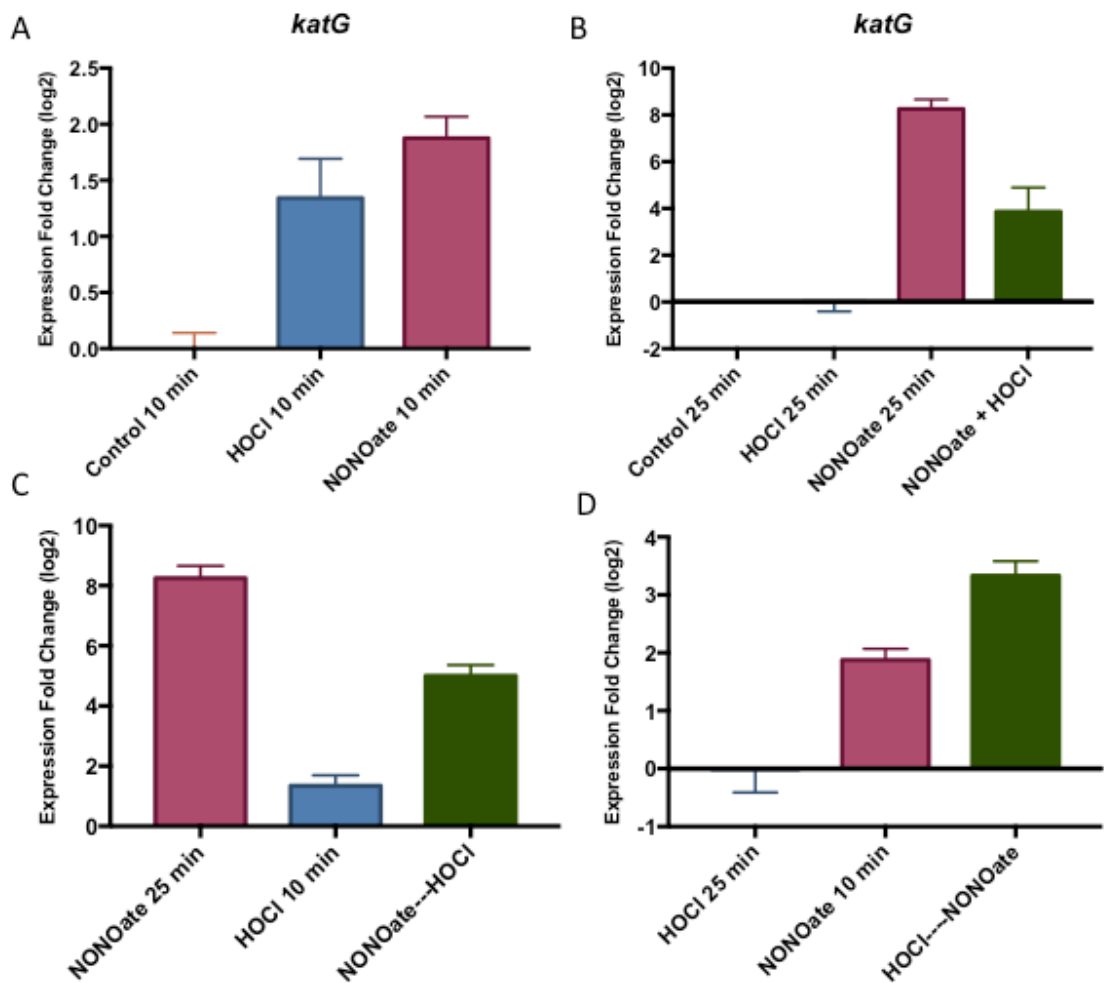 A
katG
Expression Fold Change (log2)
2.5
2.0
1.5
1.0
0.5
0.0
Control 10 min
HOCl 10 min
NONOate 10 min
B
katG
Expression Fold Change (log2)
10
8
6
4
2
0
-2
Control 25 min
HOCl 25 min
NONOate 25 min
NONOate + HOCl
C
Expression Fold Change (log2)
10
8
6
4
2
0
NONOate 25 min
HOCl 10 min
NONOate---HOCl
D
Expression Fold Change (log2)
4
3
2
1
0
-1
HOCl 25 min
NONOate 10 min
HOCl----NONOate